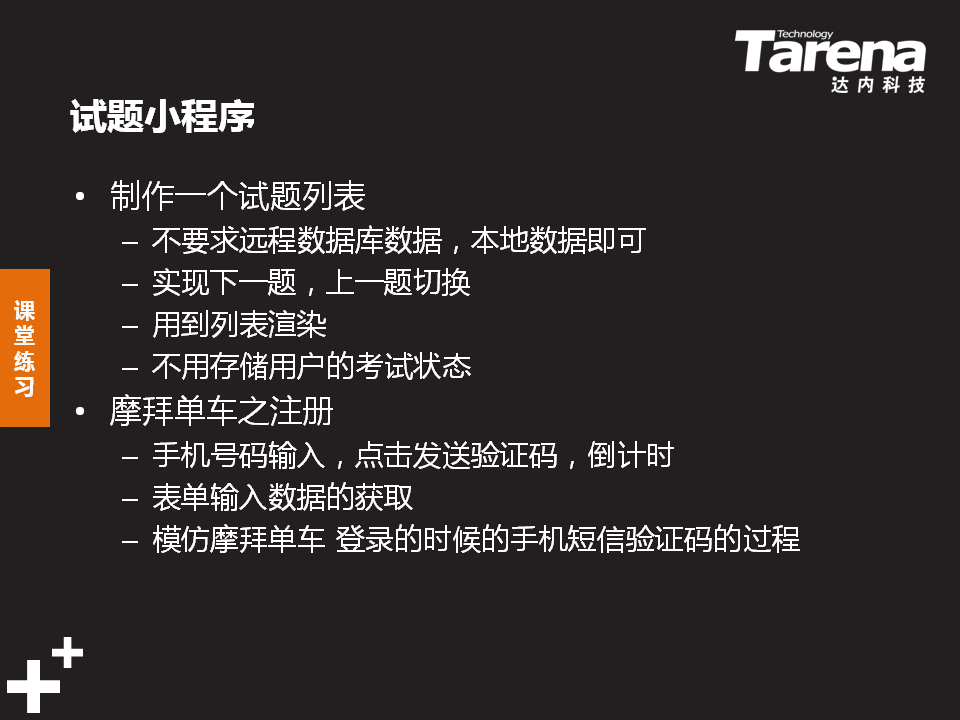 Technology
Tarena
达内科技
试题小程序
• 制作一个试题列表
– 不要求远程数据库数据，本地数据即可
– 实现下一题，上一题切换
– 用到列表渲染
– 不用存储用户的考试状态
• 摩拜单车之注册
– 手机号码输入，点击发送验证码，倒计时
– 表单输入数据的获取
– 模仿摩拜单车 登录的时候的手机短信验证码的过程
课堂练习